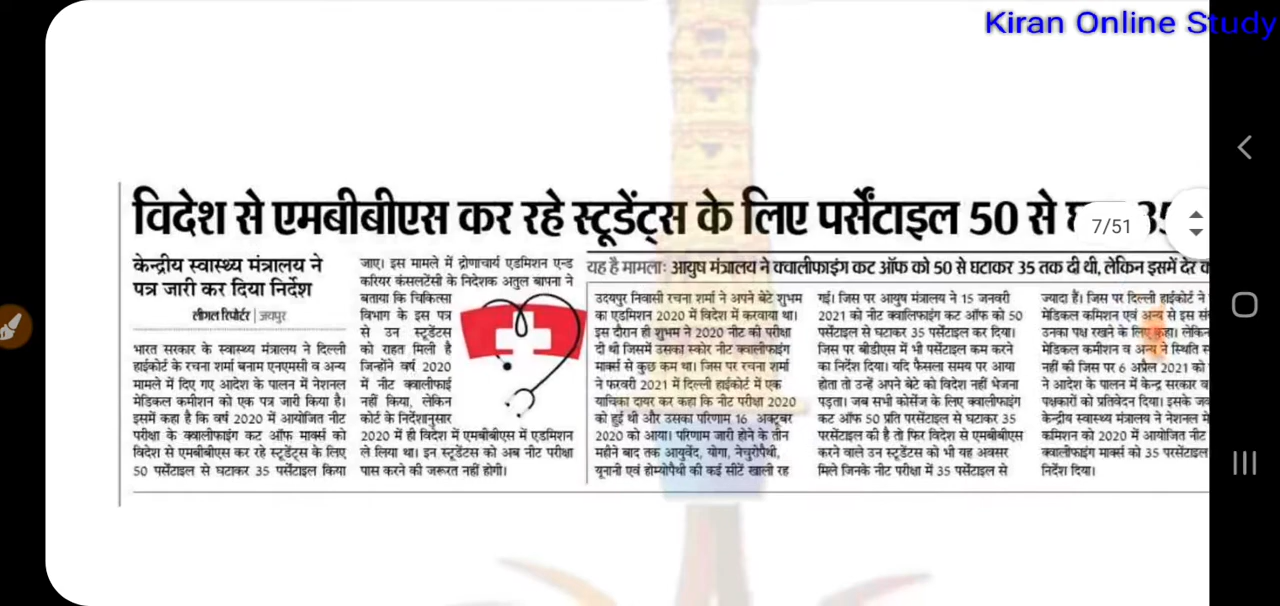 Kiran Online Study
विदेश से एमबीबीएस कर रहे स्टूडेंट्स के लिए पर्सेंटाइल 50 से
7/51
केन्द्रीय स्वास्थ्य मंत्रालय ने
पत्र जारी कर दिया निर्देश
लीगल रिपोर्टर | जयपुर
भारत सरकार के स्वास्थ्य मंत्रालय ने दिल्ली
हाईकोर्ट के रचना शर्मा बनाम एनएमसी व अन्य
मामले में दिए गए आदेश के पालन में नेशनल
मेडिकल कमीशन को एक पत्र जारी किया है।
इसमें कहा है कि वर्ष 2020 में आयोजित नीट
परीक्षा के क्वालीफाइंग कट ऑफ मार्क्स को
विदेश से एमबीबीएस कर रहे स्टूडेंट्स के लिए
50 पर्सेंटाइल से घटाकर 35 पर्सेंटाइल किया
जाए। इस मामले में द्रोणाचार्य एडमिशन एन्ड
करियर कंसलटेंसी के निदेशक अतुल बापना ने
बताया कि चिकित्सा
विभाग के इस पत्र
से उन स्टूडेंटस
को राहत मिली है
जिन्होंने वर्ष 2020
में नीट क्वालीफाई
नहीं किया, लेकिन
कोर्ट के निर्देशानुसार
2020 में ही विदेश में एमबीबीएस में एडमिशन
ले लिया था। इन स्टूडेंटस को अब नीट परीक्षा
पास करने की जरूरत नहीं होगी।
यह है मामला: आयुष मंत्रालय ने क्वालीफाइंग कट ऑफ को 50 से घटाकर 35 तक दी थी, लेकिन इसमें देर
उदयपुर निवासी रचना शर्मा ने अपने बेटे शुभम
का एडमिशन 2020 में विदेश में करवाया था।
इस दौरान ही शुभम ने 2020 नीट की परीक्षा
दी थी जिसमें उसका स्कोर नीट क्वालीफाइंग
मार्क्स से कुछ कम था। जिस पर रचना शर्मा
ने फरवरी 2021 में दिल्ली हाईकोर्ट में एक
याचिका दायर कर कहा कि नीट परीक्षा 2020
को हुई थी और उसका परिणाम 16 अक्टूबर
2020 को आया। परिणाम जारी होने के तीन
महीने बाद तक आयुवेद, योगा, नेचुरोपैथी,
यूनानी एवं होम्योपैथी की कई सीटें खाली रह
गई। जिस पर आयुष मंत्रालय ने 15 जनवरी
2021 को नीट क्वालिफाइंग कट ऑफ को 50
पर्सेंटाइल से घटाकर 35 पर्सेंटाइल कर दिया।
जिस पर बीडीएस में भी पर्सेंटाइल कम करने
का निर्देश दिया। यदि फैसला समय पर आया
होता तो उन्हें अपने बेटे को विदेश नहीं भेजना
पड़ता। जब सभी कोर्सेज के लिए क्वालीफाइंग
कट ऑफ 50 प्रति परसेंटाइल से घटाकर 35
परसेंटाइल की है तो फिर विदेश से एमबीबीएस
करने वाले उन स्टूडेंटस को भी यह अवसर
मिले जिनके नीट परीक्षा में 35 पर्सेंटाइल से
ज्यादा हैं। जिस पर दिल्ली हाईकोर्ट ने
मेडिकल कमिशन एवं अन्य से इस
उनका पक्ष रखने के लिए कहा। लेकिन
मेडिकल कमीशन व अन्य ने स्थिति
नहीं की जिस पर 6 अप्रैल 2021 को
ने आदेश के पालन में केन्द्र सरकार व
पक्षकारों को प्रतिवेदन दिया। इसके
केन्द्रीय स्वास्थ्य मंत्रालय ने नेशनल
कमिशन को 2020 में आयोजित नीट
क्वालीफाइंग मार्क्स को 35 परसेंटाइल
निर्देश दिया।